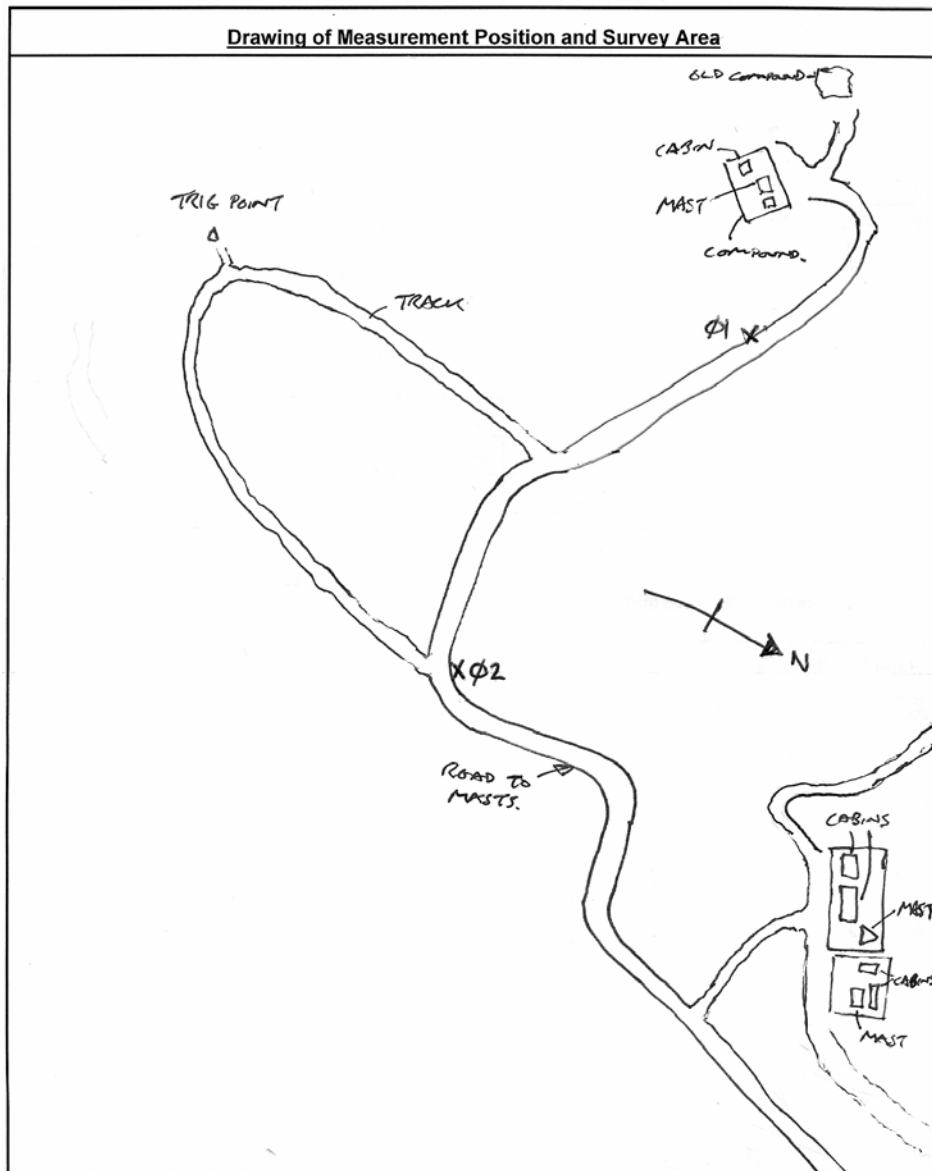 Drawing of Measurement Position and Survey Area
OLD COMPOUND
CABIN
MAST
COMPOUND.
TRIG POINT
TRACK
Ø1 X
N
XØ2
ROAD TO
MASTS.
CABINS
MAST
CABINS
MAST